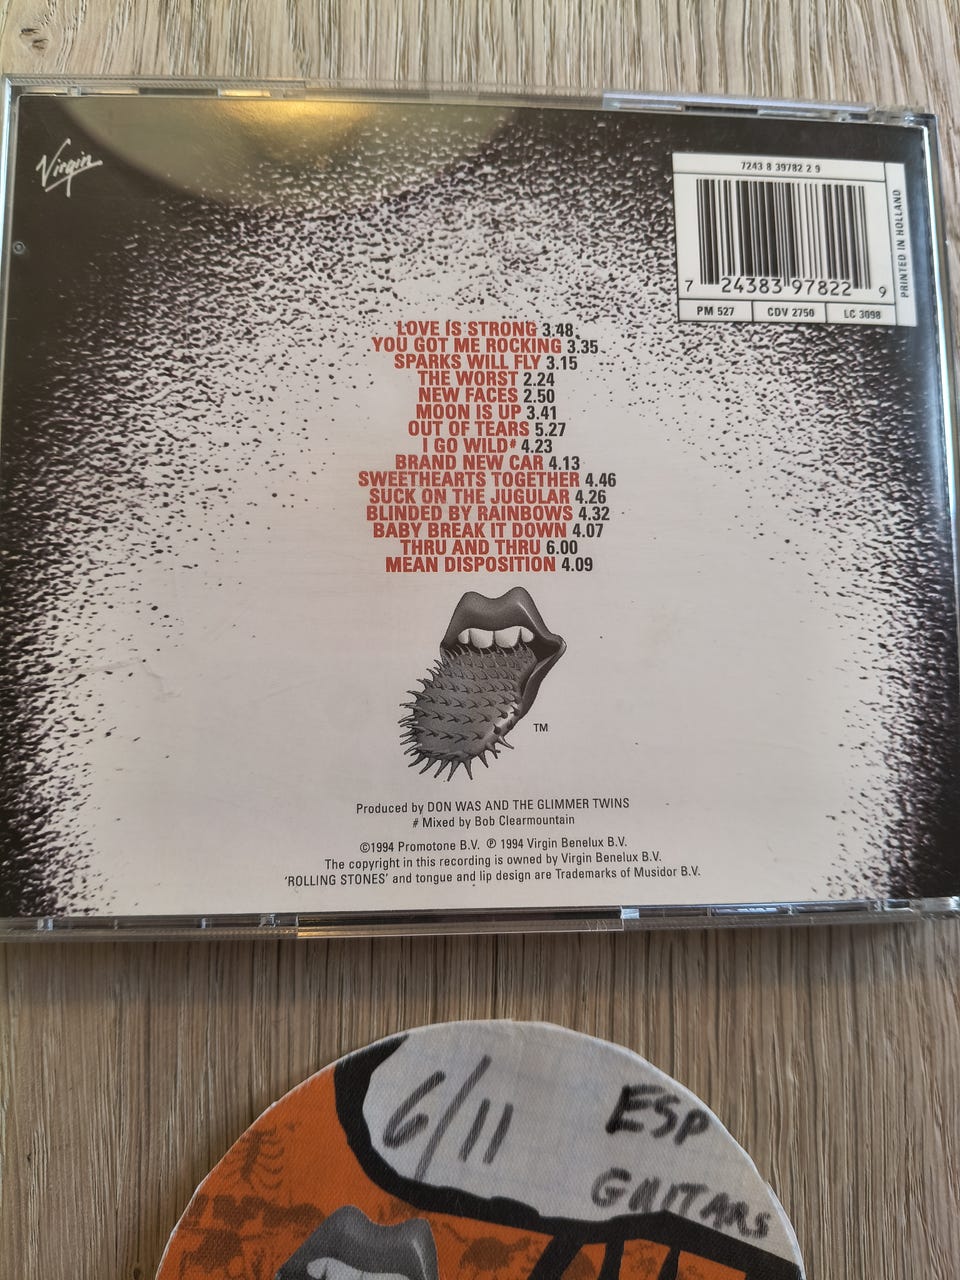 Virgin
7243 8 39782 2 9
7 24383 97822 9
PRINTED IN HOLLAND
PM 527 CDV 2750 LC 3098
LOVE IS STRONG 3.48
YOU GOT ME ROCKING 3.35
SPARKS WILL FLY 3.15
THE WORST 2.24
NEW FACES 2.50
MOON IS UP 3.41
OUT OF TEARS 5.27
I GO WILD# 4.23
BRAND NEW CAR 4.13
SWEETHEARTS TOGETHER 4.46
SUCK ON THE JUGULAR 4.26
BLINDED BY RAINBOWS 4.32
BABY BREAK IT DOWN 4.07
THRU AND THRU 6.00
MEAN DISPOSITION 4.09
TM
Produced by DON WAS AND THE GLIMMER TWINS
# Mixed by Bob Clearmountain
©1994 Promotone B.V. ℗ 1994 Virgin Benelux B.V.
The copyright in this recording is owned by Virgin Benelux B.V.
'ROLLING STONES' and tongue and lip design are Trademarks of Musidor B.V.
6/11 ESP
GUITARS